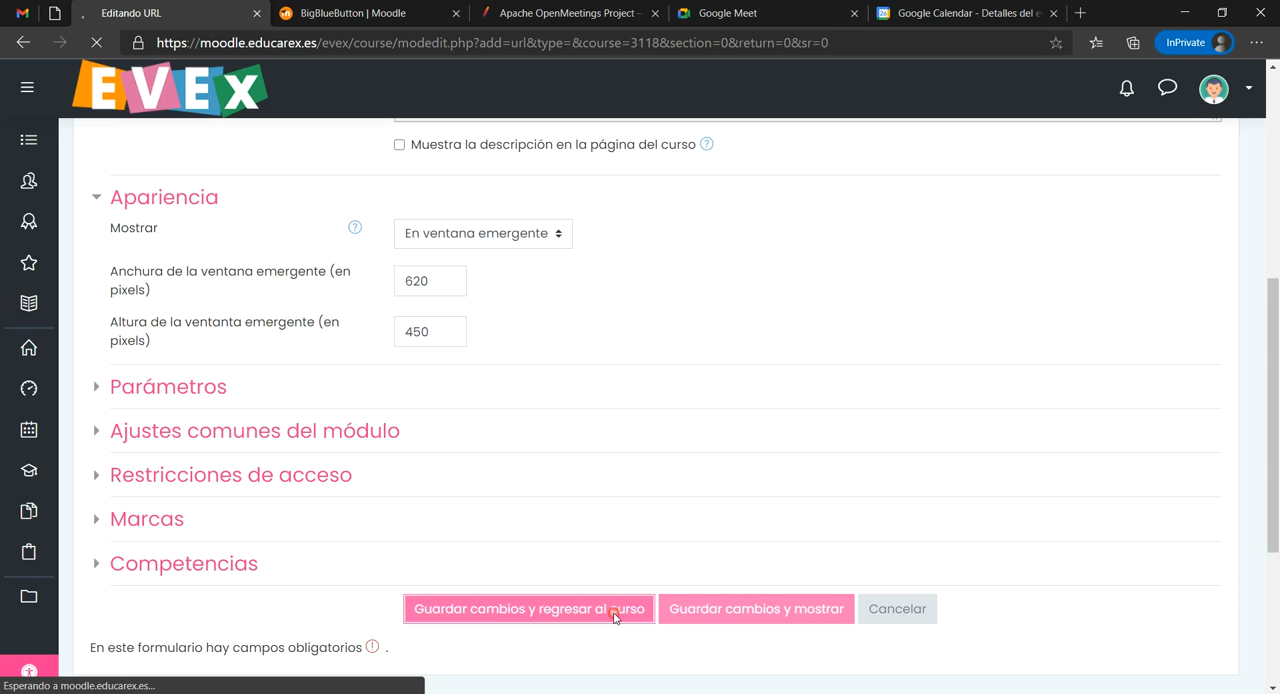 Editando URL
BigBlueButton | Moodle
Apache OpenMeetings Project –
Google Meet
Google Calendar - Detalles del e
https://moodle.educarex.es/evex/course/modedit.php?add=url&type=&course=3118&section=0&return=0&sr=0
InPrivate
EVEX
Muestra la descripción en la página del curso
Apariencia
Mostrar
En ventana emergente
Anchura de la ventana emergente (en
pixels)
620
Altura de la ventanta emergente (en
pixels)
450
Parámetros
Ajustes comunes del módulo
Restricciones de acceso
Marcas
Competencias
Guardar cambios y regresar al curso
Guardar cambios y mostrar
Cancelar
En este formulario hay campos obligatorios .
Esperando a moodle.educarex.es...